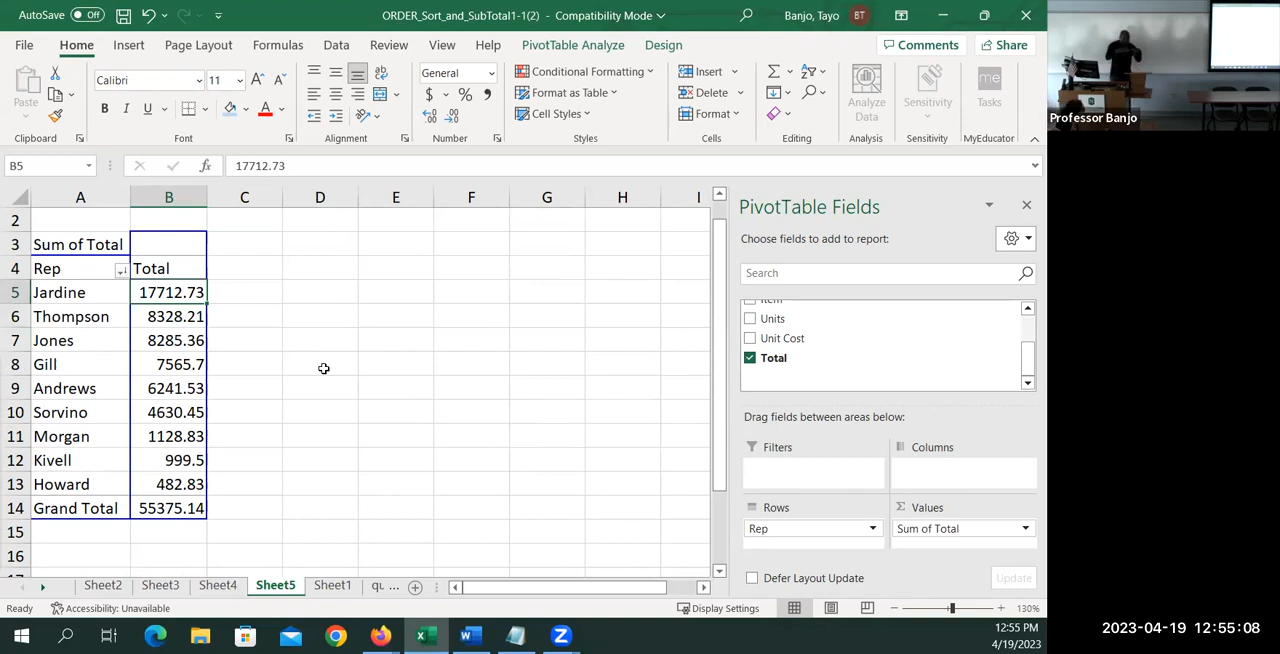 AutoSave Off ORDER_Sort_and_SubTotal1-1(2) - Compatibility Mode Banjo, Tayo BT
File Home Insert Page Layout Formulas Data Review View Help PivotTable Analyze Design Comments Share
Calibri 11 General Conditional Formatting Insert
Paste B I U A $ % Format as Table Delete Analyze Data Sensitivity me Tasks
Cell Styles Format
Clipboard Font Alignment Number Styles Cells Editing Analysis Sensitivity MyEducator
Professor Banjo
B5 fx 17712.73
A B C D E F G H I
PivotTable Fields
2
Choose fields to add to report:
3 Sum of Total
4 Rep Total
Search
5 Jardine 17712.73
Item
6 Thompson 8328.21
Units
7 Jones 8285.36
Unit Cost
8 Gill 7565.7
Total
9 Andrews 6241.53
10 Sorvino 4630.45
Drag fields between areas below:
11 Morgan 1128.83
Filters Columns
12 Kivell 999.5
13 Howard 482.83
14 Grand Total 55375.14
Rows Values
15
Rep Sum of Total
16
17
Sheet2 Sheet3 Sheet4 Sheet5 Sheet1 qu ...
Defer Layout Update Update
Ready Accessibility: Unavailable Display Settings 130%
12:55 PM
4/19/2023
2023-04-19 12:55:08